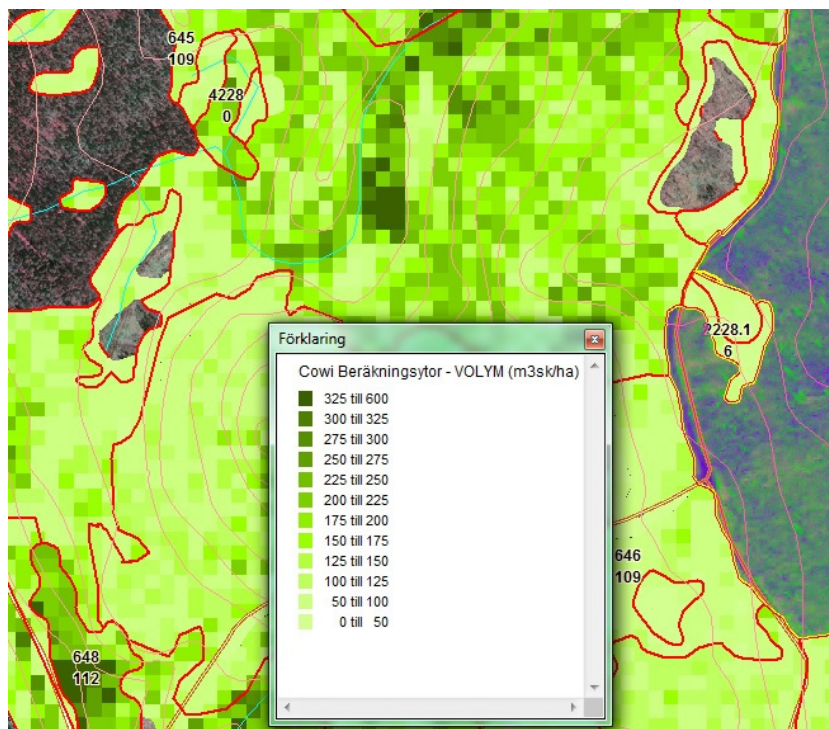 645
109
4228
0
2228.1
6
Förklaring
Cowi Beräkningsytor - VOLYM (m3sk/ha)
325 till 600
300 till 325
275 till 300
250 till 275
225 till 250
200 till 225
175 till 200
150 till 175
125 till 150
100 till 125
50 till 100
0 till 50
646
109
648
112